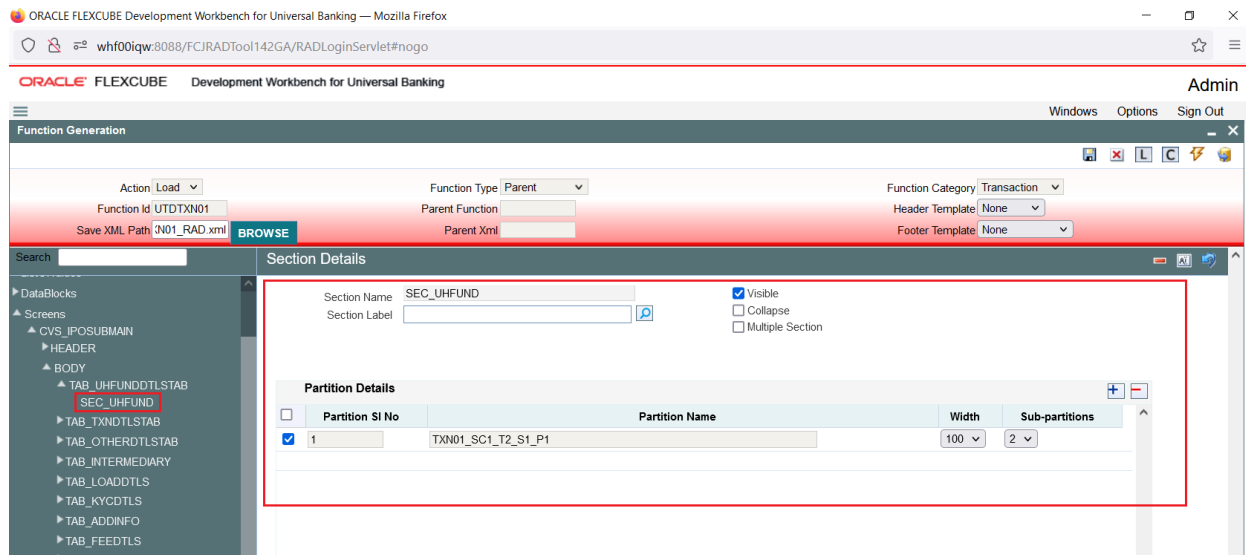 ORACLE FLEXCUBE Development Workbench for Universal Banking — Mozilla Firefox
whf00iqw:8088/FCJRADTool142GA/RADLoginServlet#nogo
ORACLE FLEXCUBE Development Workbench for Universal Banking Admin
Windows Options Sign Out
Function Generation
L C
Action Load Function Type Parent Function Category Transaction
Function Id UTDTXN01 Parent Function Header Template None
Save XML Path N01_RAD.xml BROWSE Parent Xml Footer Template None
Search Section Details
DataBlocks
Screens
CVS_IPOSUBMAIN
HEADER
BODY
TAB_UHFUNDDTLSTAB
SEC_UHFUND
TAB_TXNDTLSTAB
TAB_OTHERDTLSTAB
TAB_INTERMEDIARY
TAB_LOADDTLS
TAB_KYCDTLS
TAB_ADDINFO
TAB_FEEDTLS
Section Name SEC_UHFUND Visible
Section Label Collapse
Multiple Section
Partition Details
Partition Sl No Partition Name Width Sub-partitions
1 TXN01_SC1_T2_S1_P1 100 2